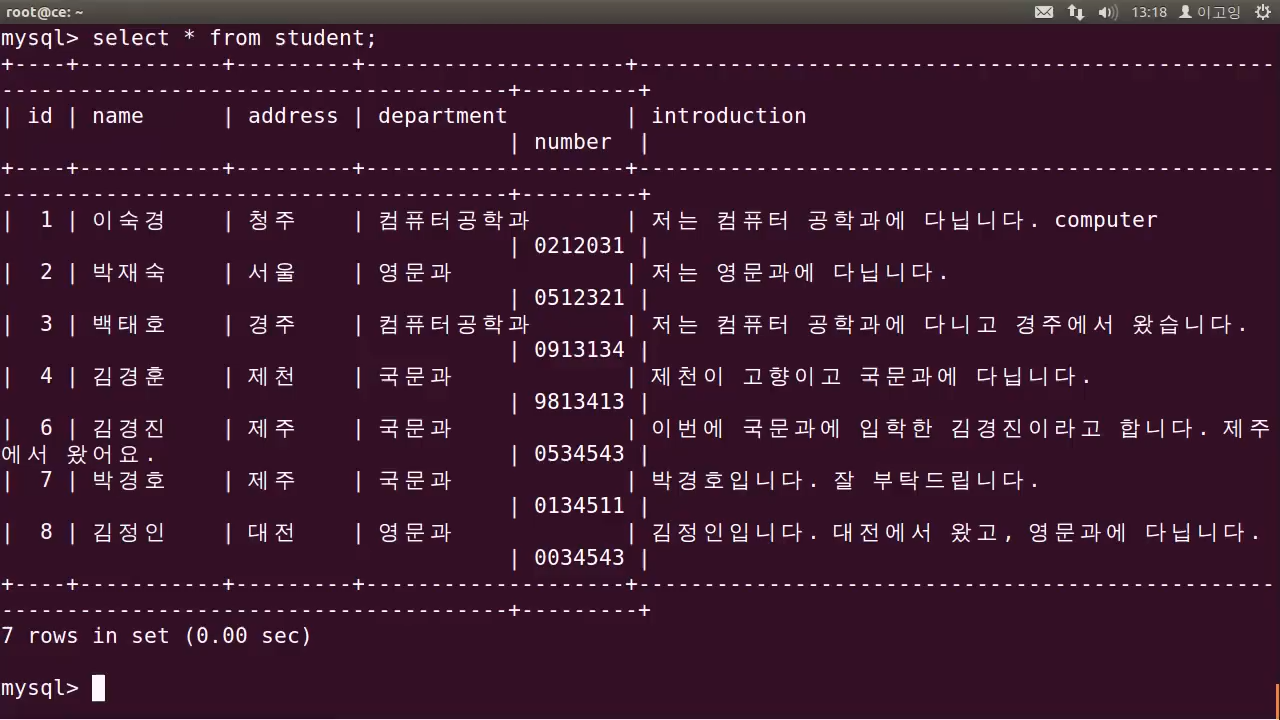 root@ce: ~ 13:18 이고잉
mysql> select * from student;
+----+-----------+---------+--------------------+-------------------------------------------------
---------------------------------------+---------+
| id | name      | address | department         | introduction
                                       | number  |
+----+-----------+---------+--------------------+-------------------------------------------------
---------------------------------------+---------+
|  1 | 이숙경    | 청주    | 컴퓨터공학과       | 저는 컴퓨터 공학과에 다닙니다. computer
                                       | 0212031 |
|  2 | 박재숙    | 서울    | 영문과             | 저는 영문과에 다닙니다.
                                       | 0512321 |
|  3 | 백태호    | 경주    | 컴퓨터공학과       | 저는 컴퓨터 공학과에 다니고 경주에서 왔습니다.
                                       | 0913134 |
|  4 | 김경훈    | 제천    | 국문과             | 제천이 고향이고 국문과에 다닙니다.
                                       | 9813413 |
|  6 | 김경진    | 제주    | 국문과             | 이번에 국문과에 입학한 김경진이라고 합니다. 제주
에서 왔어요.                           | 0534543 |
|  7 | 박경호    | 제주    | 국문과             | 박경호입니다. 잘 부탁드립니다.
                                       | 0134511 |
|  8 | 김정인    | 대전    | 영문과             | 김정인입니다. 대전에서 왔고, 영문과에 다닙니다.
                                       | 0034543 |
+----+-----------+---------+--------------------+-------------------------------------------------
---------------------------------------+---------+
7 rows in set (0.00 sec)
mysql>